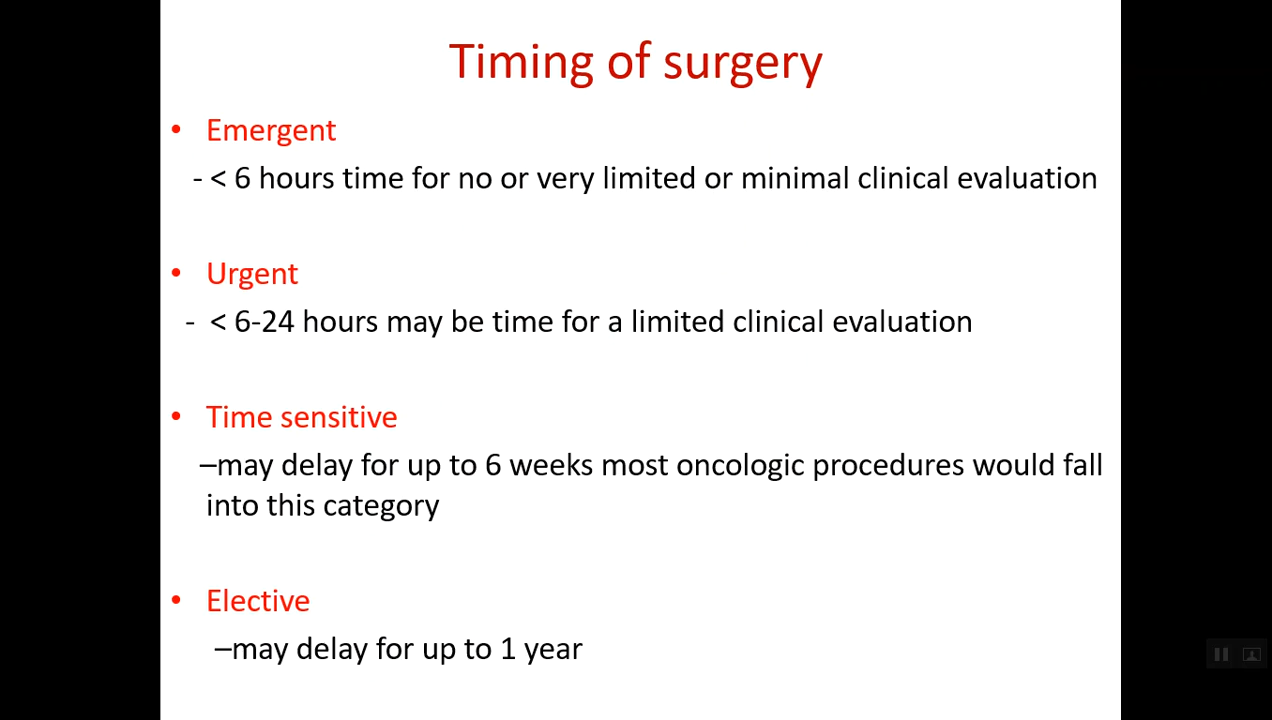 Timing of surgery
• Emergent
- < 6 hours time for no or very limited or minimal clinical evaluation
• Urgent
- < 6-24 hours may be time for a limited clinical evaluation
• Time sensitive
–may delay for up to 6 weeks most oncologic procedures would fall
into this category
• Elective
–may delay for up to 1 year